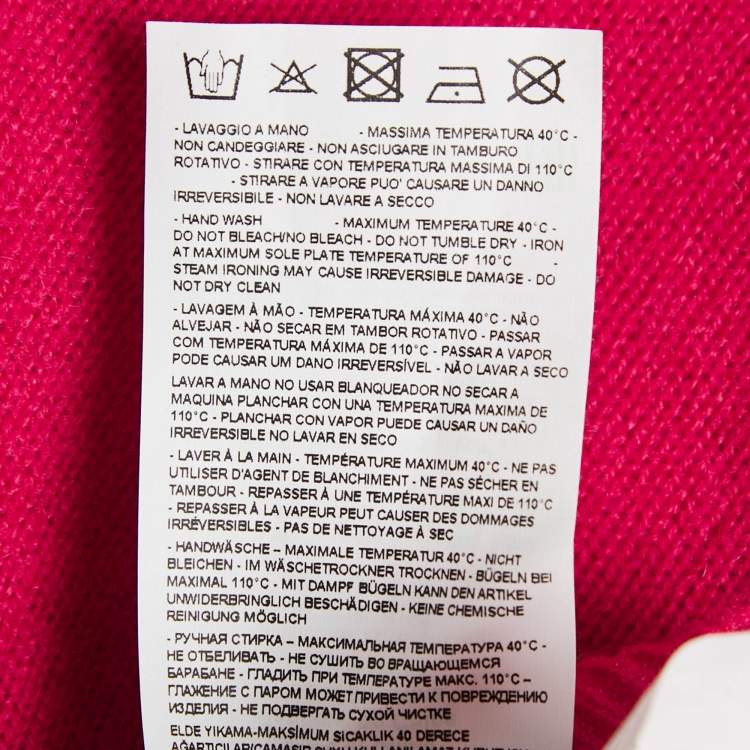 - LAVAGGIO A MANO - MASSIMA TEMPERATURA 40°C -
NON CANDEGGIARE - NON ASCIUGARE IN TAMBURO
ROTATIVO - STIRARE CON TEMPERATURA MASSIMA DI 110°C
- STIRARE A VAPORE PUO' CAUSARE UN DANNO
IRREVERSIBILE - NON LAVARE A SECCO
- HAND WASH - MAXIMUM TEMPERATURE 40°C -
DO NOT BLEACH/NO BLEACH - DO NOT TUMBLE DRY - IRON
AT MAXIMUM SOLE PLATE TEMPERATURE OF 110°C -
STEAM IRONING MAY CAUSE IRREVERSIBLE DAMAGE - DO
NOT DRY CLEAN
- LAVAGEM À MÃO - TEMPERATURA MÁXIMA 40°C - NÃO
ALVEJAR - NÃO SECAR EM TAMBOR ROTATIVO - PASSAR
COM TEMPERATURA MÁXIMA DE 110°C - PASSAR A VAPOR
PODE CAUSAR UM DANO IRREVERSÍVEL - NÃO LAVAR A SECO
LAVAR A MANO NO USAR BLANQUEADOR NO SECAR A
MAQUINA PLANCHAR CON UNA TEMPERATURA MAXIMA DE
110°C - PLANCHAR CON VAPOR PUEDE CAUSAR UN DAÑO
IRREVERSIBLE NO LAVAR EN SECO
- LAVER À LA MAIN - TEMPÉRATURE MAXIMUM 40°C - NE PAS
UTILISER D'AGENT DE BLANCHIMENT - NE PAS SÉCHER EN
TAMBOUR - REPASSER À UNE TEMPÉRATURE MAXI DE 110°C
- REPASSER À LA VAPEUR PEUT CAUSER DES DOMMAGES
IRRÉVERSIBLES - PAS DE NETTOYAGE À SEC
- HANDWÄSCHE – MAXIMALE TEMPERATUR 40°C - NICHT
BLEICHEN - IM WÄSCHETROCKNER TROCKNEN - BÜGELN BEI
MAXIMAL 110°C - MIT DAMPF BÜGELN KANN DEN ARTIKEL
UNWIDERBRINGLICH BESCHÄDIGEN - KEINE CHEMISCHE
REINIGUNG MÖGLICH
- РУЧНАЯ СТИРКА – МАКСИМАЛЬНАЯ ТЕМПЕРАТУРА 40°C -
НЕ ОТБЕЛИВАТЬ - НЕ СУШИТЬ ВО ВРАЩАЮЩЕМСЯ
БАРАБАНЕ - ГЛАДИТЬ ПРИ ТЕМПЕРАТУРЕ МАКС. 110°C –
ГЛАЖЕНИЕ С ПАРОМ МОЖЕТ ПРИВЕСТИ К ПОВРЕЖДЕНИЮ
ИЗДЕЛИЯ - НЕ ПОДВЕРГАТЬ СУХОЙ ЧИСТКЕ
ELDE YIKAMA-MAKSİMUM SICAKLIK 40 DERECE